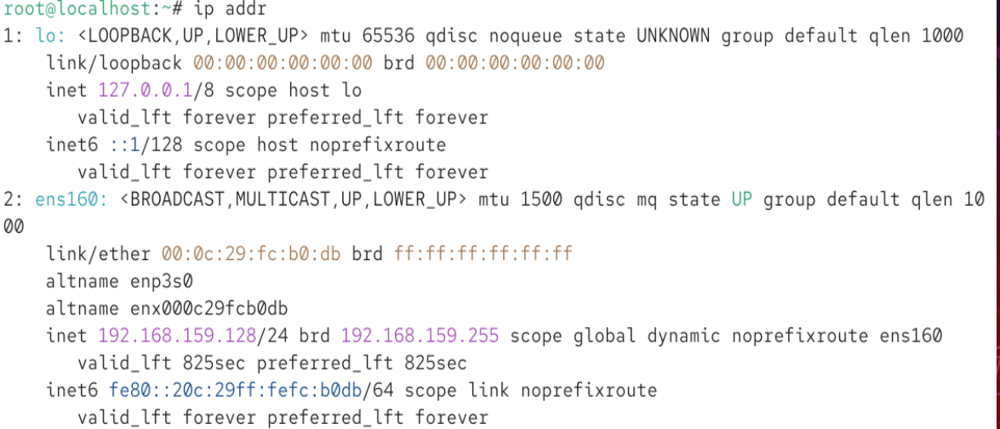 root@localhost:~# ip addr
1: lo: <LOOPBACK,UP,LOWER_UP> mtu 65536 qdisc noqueue state UNKNOWN group default qlen 1000
    link/loopback 00:00:00:00:00:00 brd 00:00:00:00:00:00
    inet 127.0.0.1/8 scope host lo
       valid_lft forever preferred_lft forever
    inet6 ::1/128 scope host noprefixroute
       valid_lft forever preferred_lft forever
2: ens160: <BROADCAST,MULTICAST,UP,LOWER_UP> mtu 1500 qdisc mq state UP group default qlen 10
00
    link/ether 00:0c:29:fc:b0:db brd ff:ff:ff:ff:ff:ff
    altname enp3s0
    altname enx000c29fcb0db
    inet 192.168.159.128/24 brd 192.168.159.255 scope global dynamic noprefixroute ens160
       valid_lft 825sec preferred_lft 825sec
    inet6 fe80::20c:29ff:fefc:b0db/64 scope link noprefixroute
       valid_lft forever preferred_lft forever